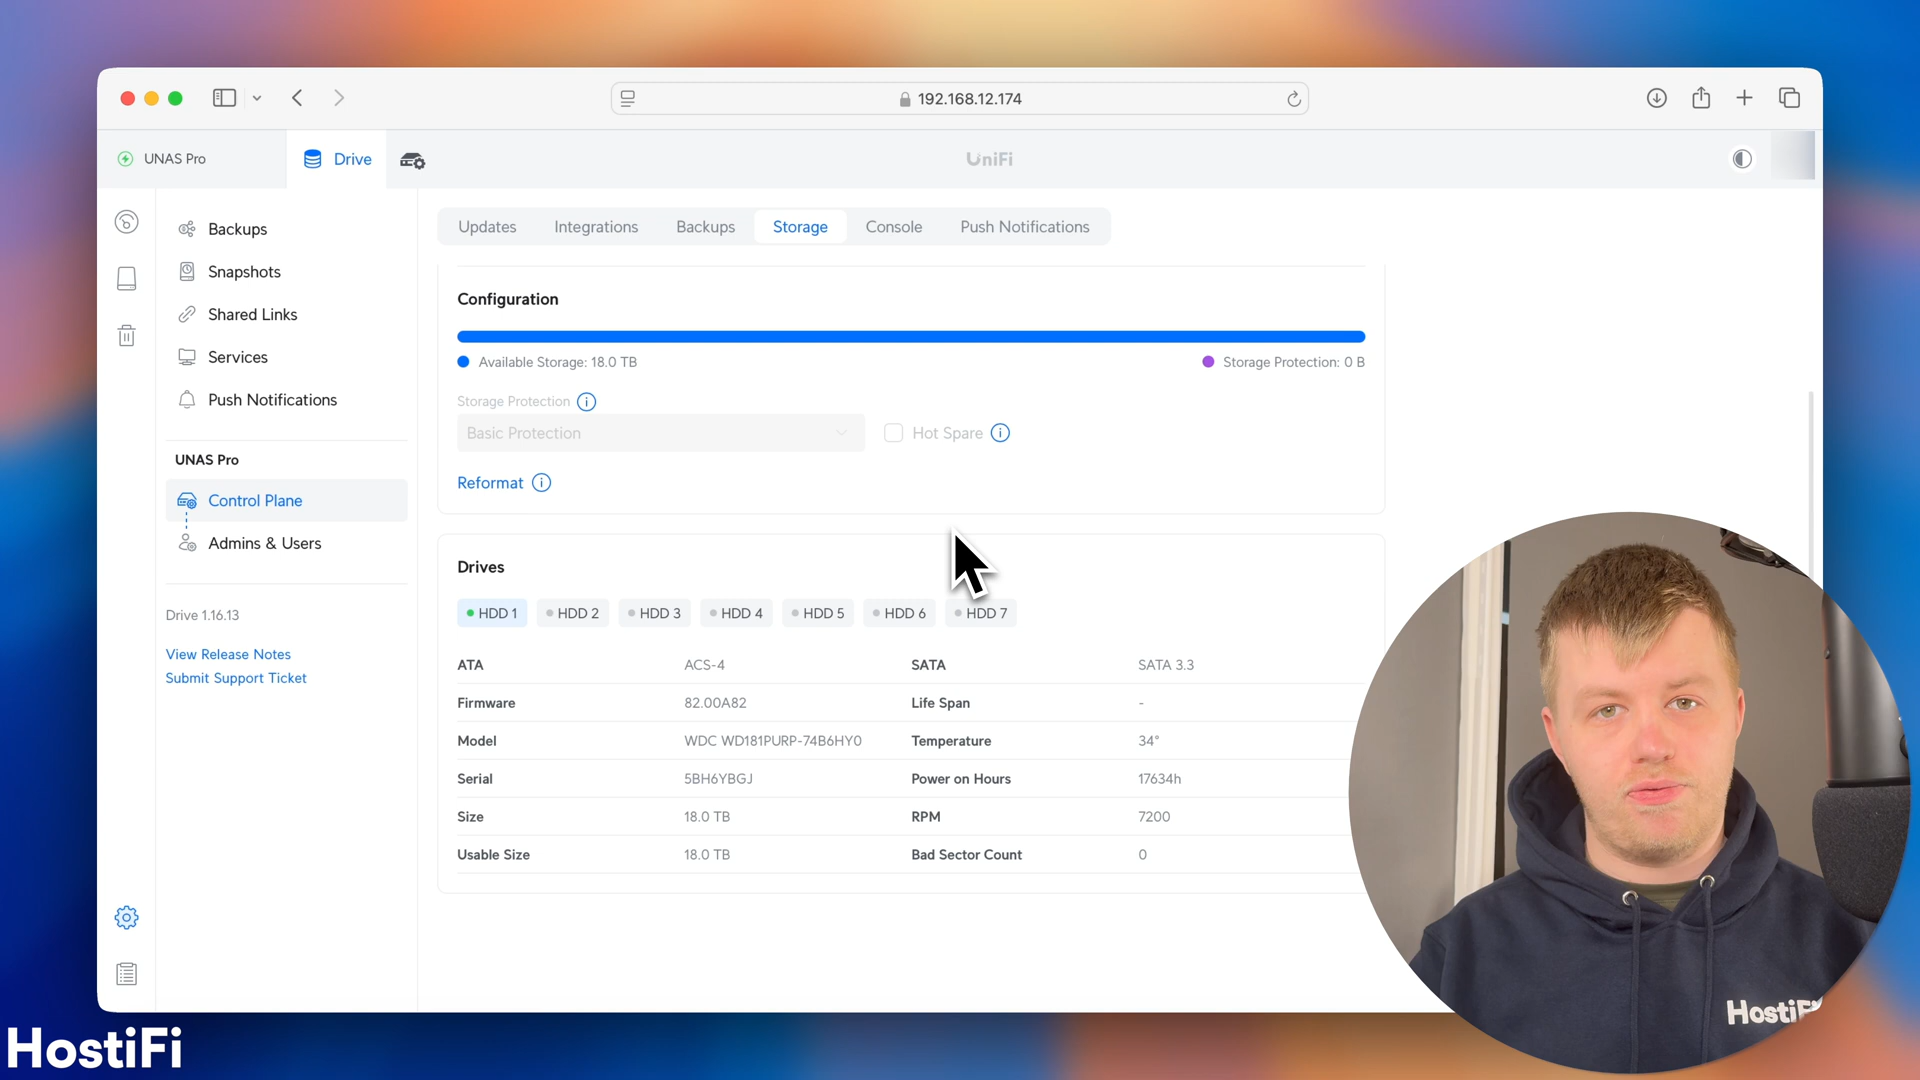 192.168.12.174
UNAS Pro
Drive
UniFi
Backups
Snapshots
Shared Links
Services
Push Notifications
UNAS Pro
Control Plane
Admins & Users
Drive 1.16.13
View Release Notes
Submit Support Ticket
Updates Integrations Backups Storage Console Push Notifications
Configuration
Available Storage: 18.0 TB Storage Protection: 0 B
Storage Protection
Basic Protection Hot Spare
Reformat
Drives
HDD 1 HDD 2 HDD 3 HDD 4 HDD 5 HDD 6 HDD 7
ATA ACS-4 SATA SATA 3.3
Firmware 82.00A82 Life Span -
Model WDC WD181PURP-74B6HY0 Temperature 34°
Serial 5BH6YBGJ Power on Hours 17634h
Size 18.0 TB RPM 7200
Usable Size 18.0 TB Bad Sector Count 0
HostiFi
HostiFi